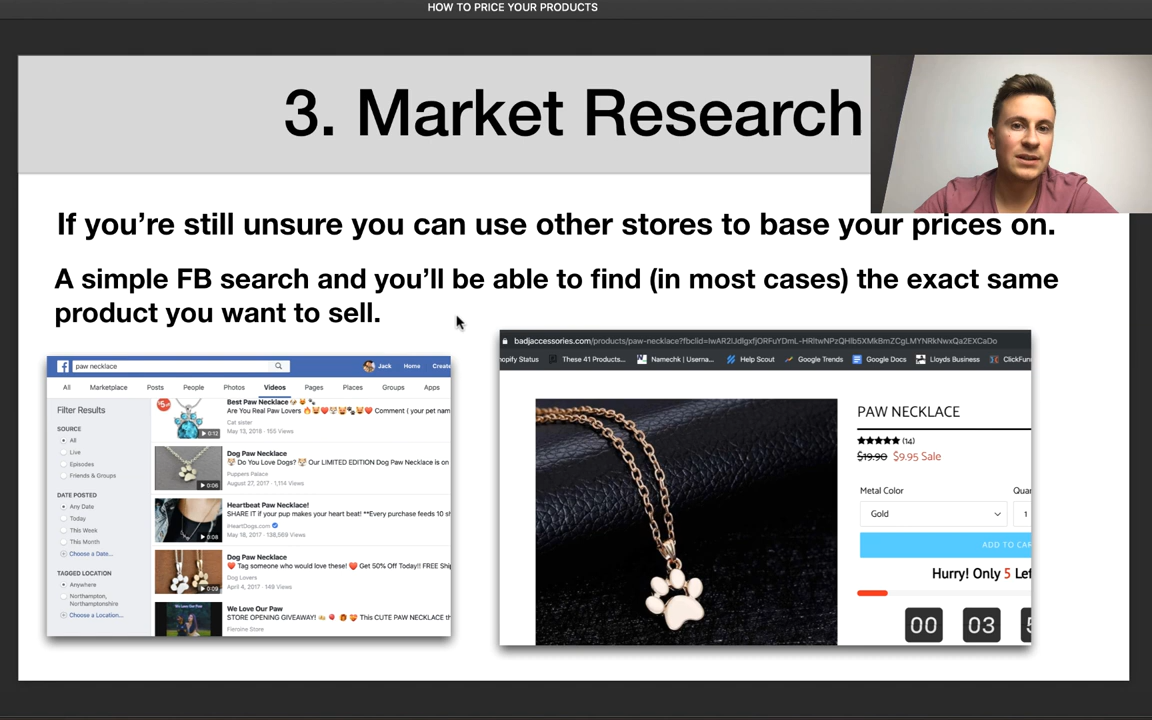 HOW TO PRICE YOUR PRODUCTS
3. Market Research
If you're still unsure you can use other stores to base your prices on.
A simple FB search and you'll be able to find (in most cases) the exact same
product you want to sell.
paw necklace
Jack Home Create
All Marketplace Posts People Photos Videos Pages Places Groups Apps
Filter Results
SOURCE
All
Live
Episodes
Friends & Groups
DATE POSTED
Any Date
Today
This Week
This Month
Choose a Date...
TAGGED LOCATION
Anywhere
Northampton,
Northamptonshire
Choose a Location...
Best Paw Necklace
Are You Real Paw Lovers Comment ( your pet nam
Cat sister
May 13, 2018 · 155 Views
0:12
Dog Paw Necklace
Do You Love Dogs? Our LIMITED EDITION Dog Paw Necklace is on
Puppers Palace
August 27, 2017 · 1,114 Views
0:06
Heartbeat Paw Necklace!
SHARE IT if your pup makes your heart beat! **Every purchase feeds 10 sh
iHeartDogs.com
May 18, 2017 · 136,569 Views
0:08
Dog Paw Necklace
Tag someone who would love these! Get 50% Off Today!! FREE Ship
Dog Lovers
April 4, 2017 · 149 Views
0:09
We Love Our Paw
STORE OPENING GIVEAWAY! This CUTE PAW NECKLACE th
Fieroine Store
badjaccessories.com/products/paw-necklace?
opify Status These 41 Products... Namechk | Userna... Help Scout Google Trends Google Docs Lloyds Business ClickFun
PAW NECKLACE
(14)
$19.90 $9.95 Sale
Metal Color Quan
Gold 1
ADD TO CAR
Hurry! Only 5 Lef
00 03 5